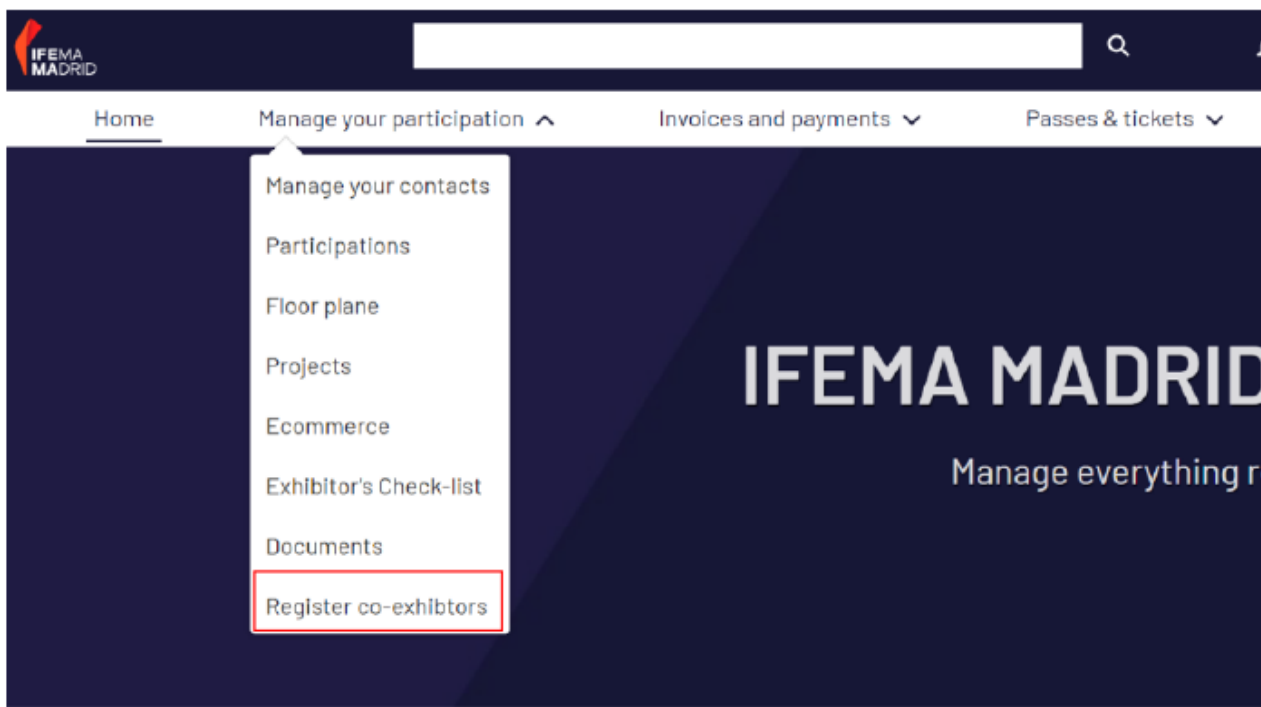 IFEMA
MADRID
Home
Manage your participation
Invoices and payments
Passes & tickets
Manage your contacts
Participations
Floor plane
Projects
Ecommerce
Exhibitor's Check-list
Documents
Register co-exhibtors
IFEMA MADRID
Manage everything r